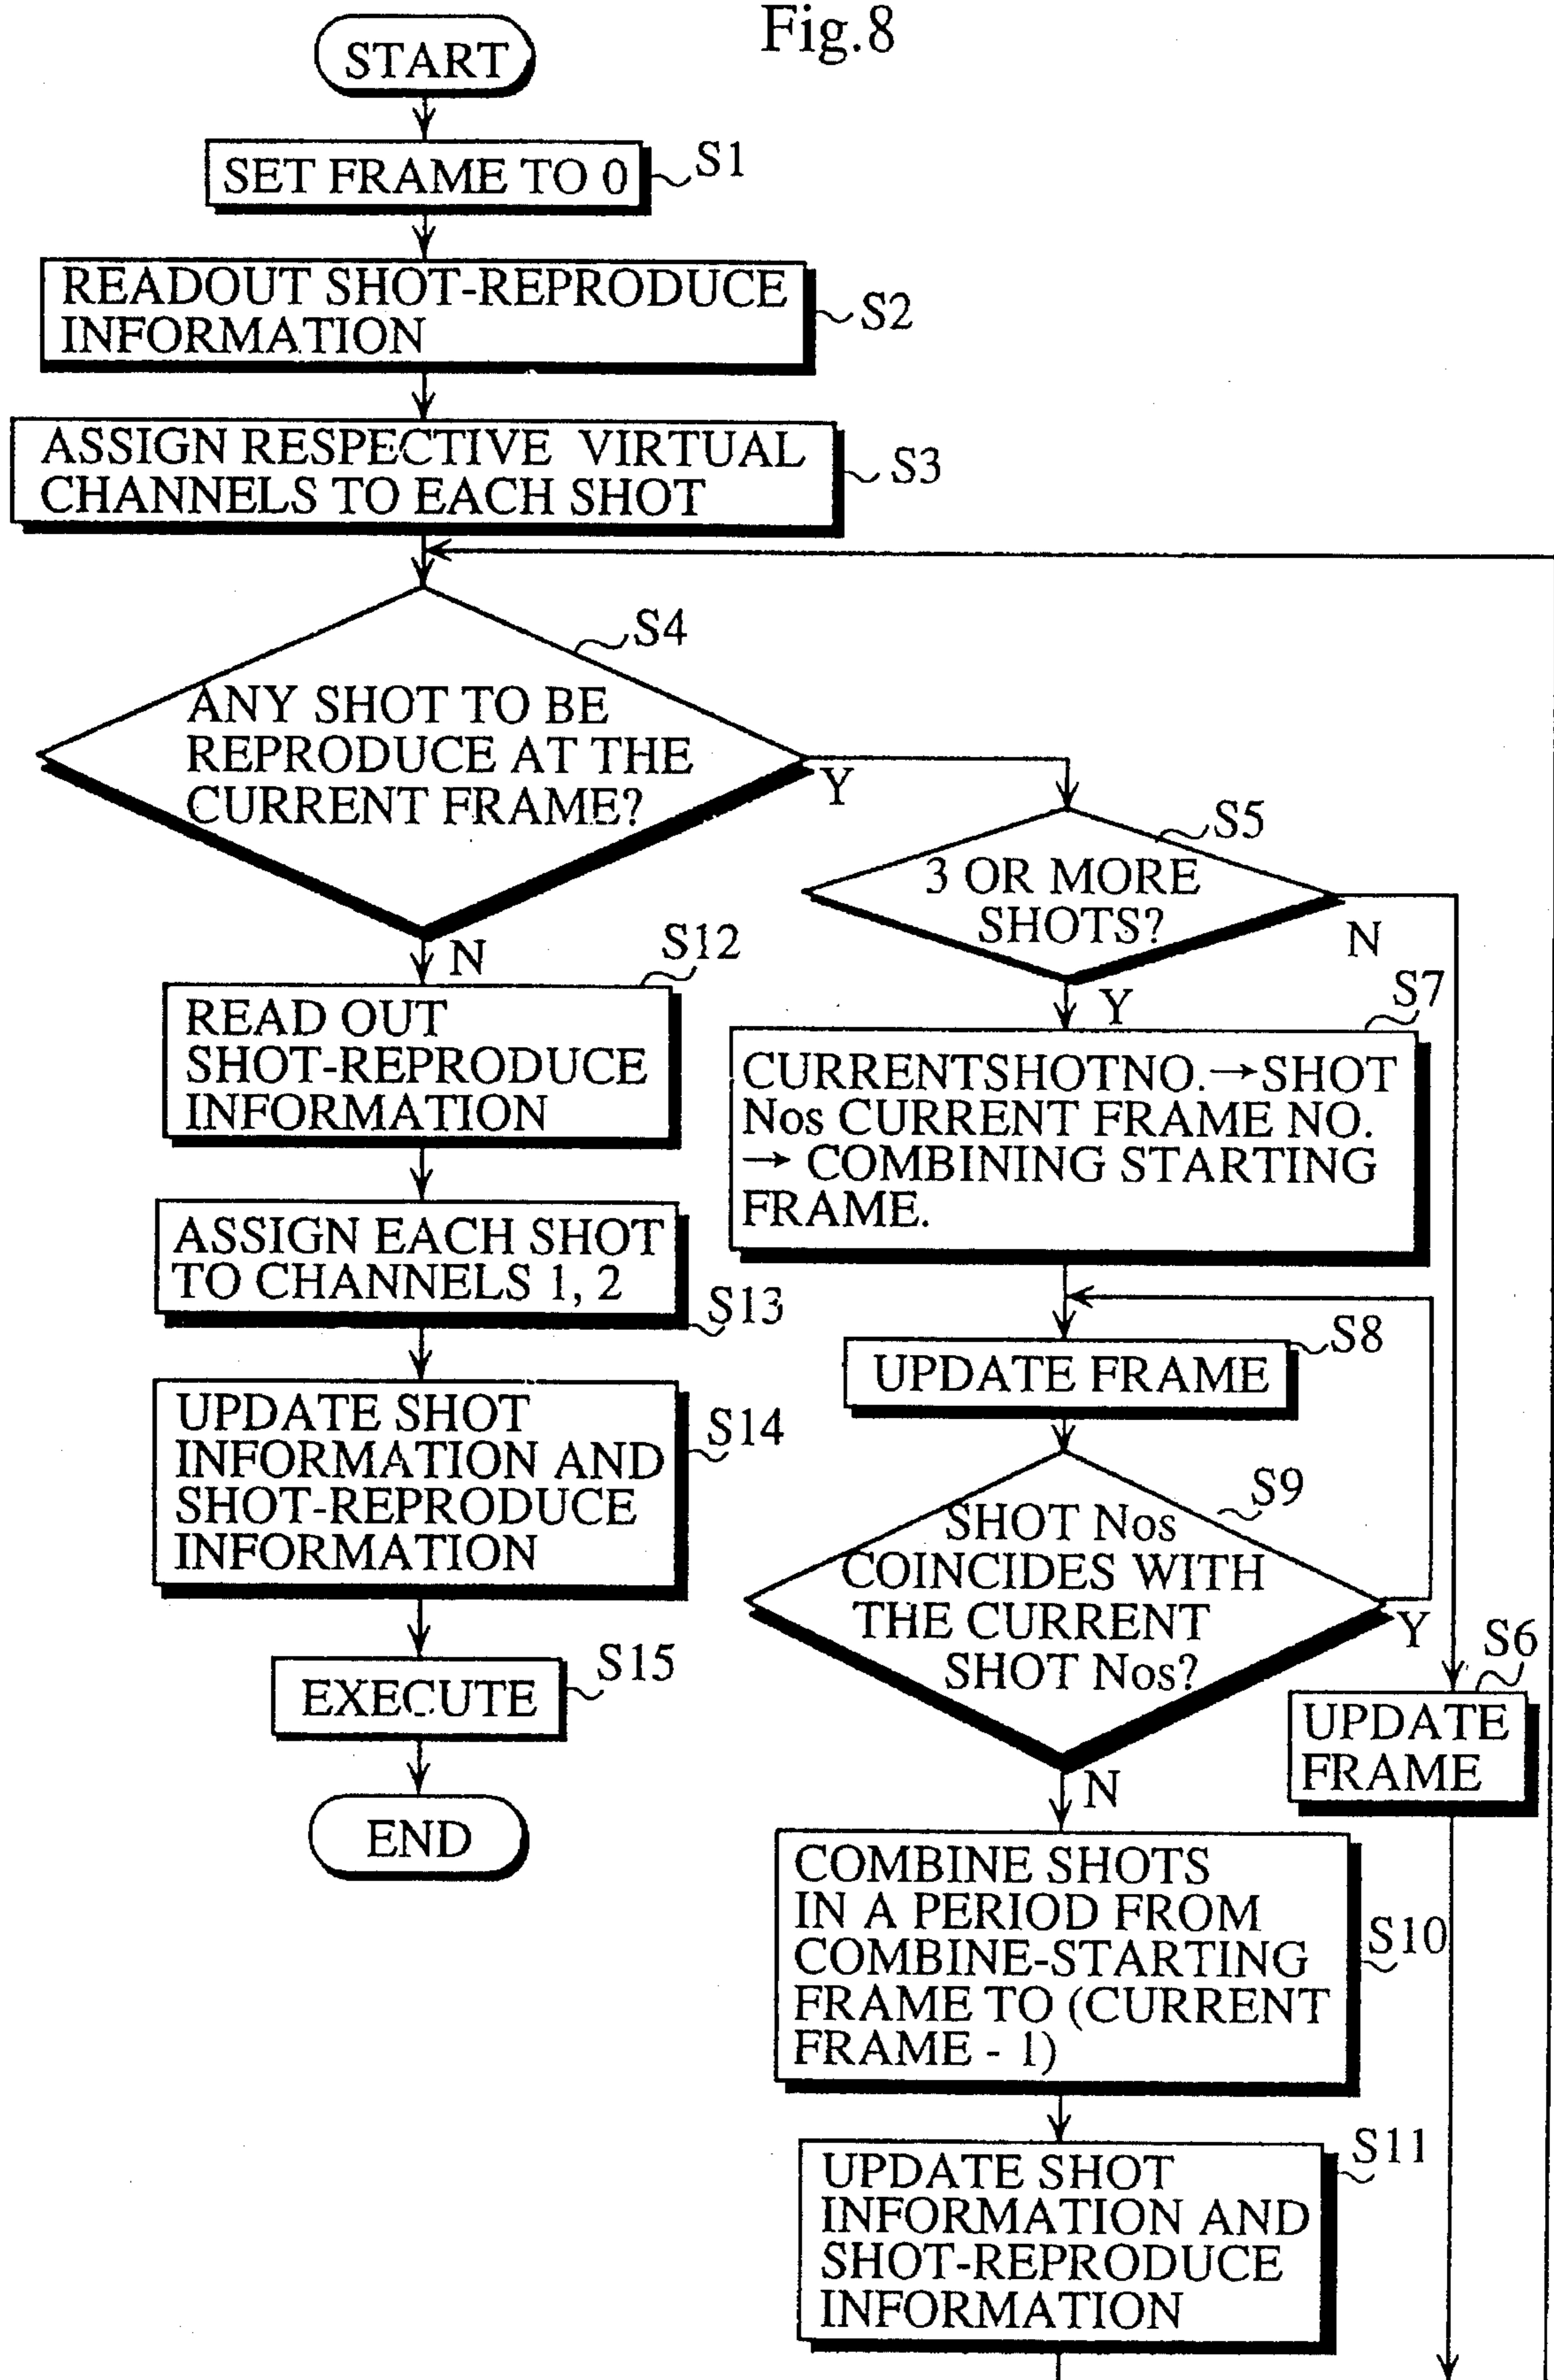 Fig.8
START
SET FRAME TO 0
S1
READOUT SHOT-REPRODUCE
INFORMATION
S2
ASSIGN RESPECTIVE VIRTUAL
CHANNELS TO EACH SHOT
S3
S4
ANY SHOT TO BE
REPRODUCE AT THE
CURRENT FRAME?
Y
N
S5
3 OR MORE
SHOTS?
N
Y
S12
READ OUT
SHOT-REPRODUCE
INFORMATION
S7
CURRENTSHOTNO.→SHOT
Nos CURRENT FRAME NO.
→ COMBINING STARTING
FRAME.
ASSIGN EACH SHOT
TO CHANNELS 1, 2
S13
S8
UPDATE FRAME
UPDATE SHOT
INFORMATION AND
SHOT-REPRODUCE
INFORMATION
S14
S9
SHOT Nos
COINCIDES WITH
THE CURRENT
SHOT Nos?
Y
N
S6
UPDATE
FRAME
EXECUTE
S15
END
COMBINE SHOTS
IN A PERIOD FROM
COMBINE-STARTING
FRAME TO (CURRENT
FRAME - 1)
S10
S11
UPDATE SHOT
INFORMATION AND
SHOT-REPRODUCE
INFORMATION